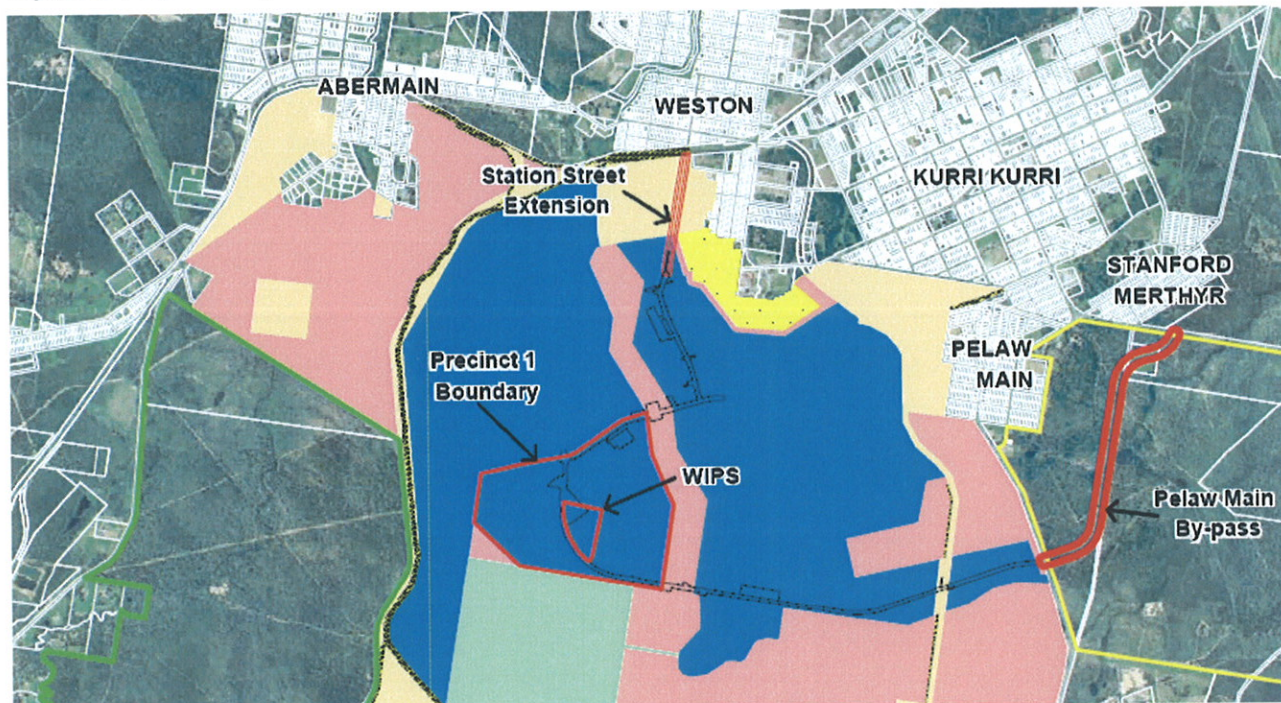 ABERMAIN
WESTON
Station Street
Extension
KURRI KURRI
STANFORD
MERTHYR
Precinct 1
Boundary
PELAW
MAIN
WIPS
Pelaw Main
By-pass